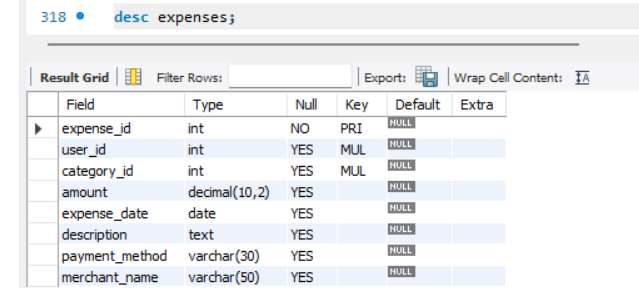 318 desc expenses;
Result Grid Filter Rows: Export: Wrap Cell Content: IA
Field Type Null Key Default Extra
expense_id int NO PRI NULL
user_id int YES MUL NULL
category_id int YES MUL NULL
amount decimal(10,2) YES NULL
expense_date date YES NULL
description text YES NULL
payment_method varchar(30) YES NULL
merchant_name varchar(50) YES NULL